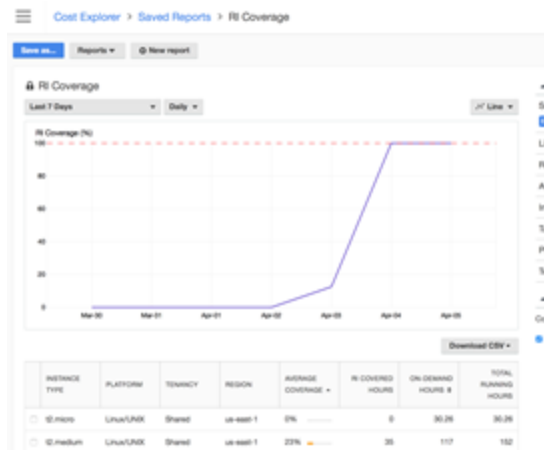 Cost Explorer > Saved Reports > RI Coverage
Save as... Reports New report
RI Coverage
Last 7 Days Daily Line
RI Coverage (%)
100
80
60
40
20
0
Mar-30 Mar-31 Apr-01 Apr-02 Apr-03 Apr-04 Apr-05
Download CSV
INSTANCE TYPE PLATFORM TENANCY REGION AVERAGE COVERAGE RI COVERED HOURS ON-DEMAND HOURS TOTAL RUNNING HOURS
t2.micro Linux/UNIX Shared us-east-1 0% 0 30.26 30.26
t2.medium Linux/UNIX Shared us-east-1 23% 35 117 152